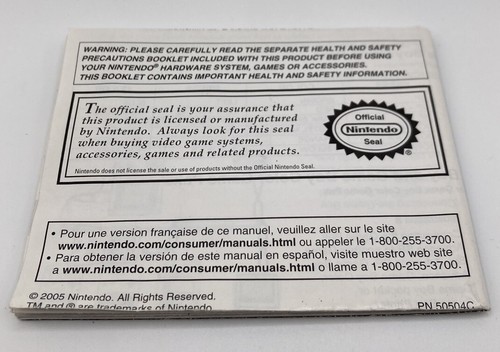 WARNING: PLEASE CAREFULLY READ THE SEPARATE HEALTH AND SAFETY
PRECAUTIONS BOOKLET INCLUDED WITH THIS PRODUCT BEFORE USING
YOUR NINTENDO® HARDWARE SYSTEM, GAMES OR ACCESSORIES.
THIS BOOKLET CONTAINS IMPORTANT HEALTH AND SAFETY INFORMATION.
The official seal is your assurance that
this product is licensed or manufactured
by Nintendo. Always look for this seal
when buying video game systems,
accessories, games and related products.
Nintendo does not license the sale or use of products without the Official Nintendo Seal.
Official
Nintendo
Seal
®
• Pour une version française de ce manuel, veuillez aller sur le site
www.nintendo.com/consumer/manuals.html ou appeler le 1-800-255-3700.
• Para obtener la versión de este manual en español, visite muestro web site
a www.nintendo.com/consumer/manuals.html o llame a 1-800-255-3700.
© 2005 Nintendo. All Rights Reserved.
TM and ® are trademarks of Nintendo.
PN 50504C